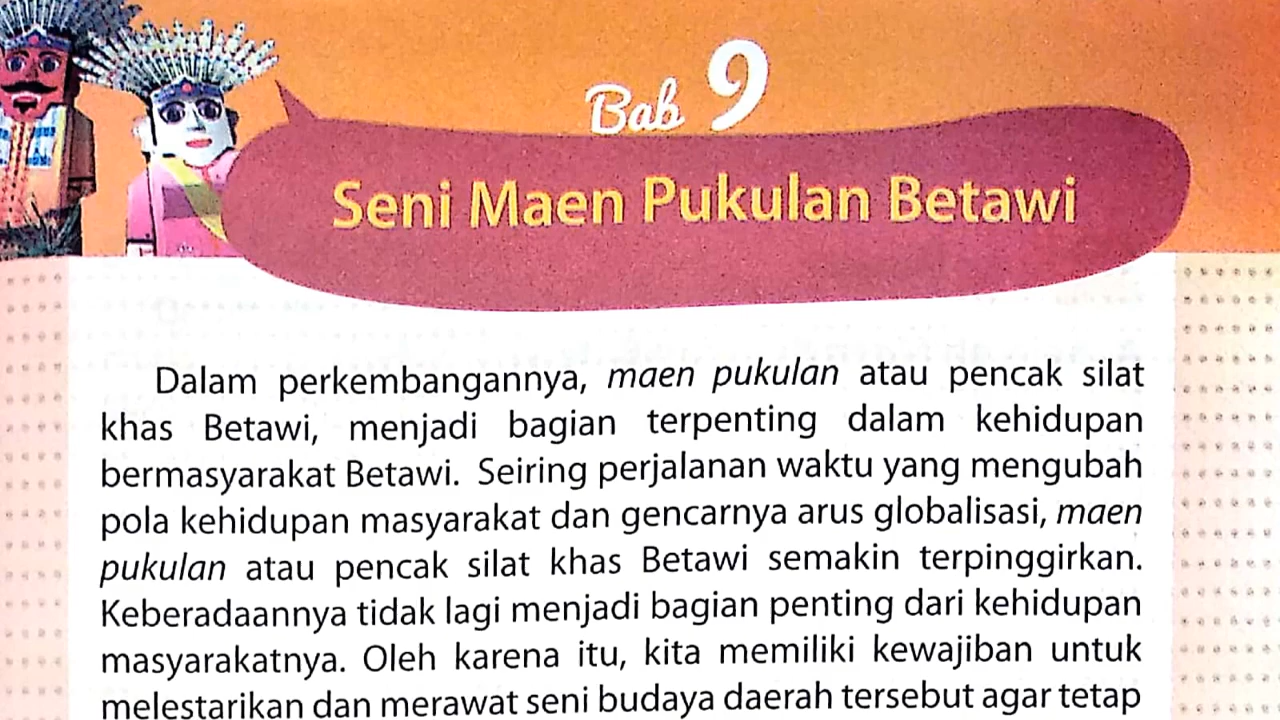 Bab 9
Seni Maen Pukulan Betawi
Dalam perkembangannya, maen pukulan atau pencak silat
khas Betawi, menjadi bagian terpenting dalam kehidupan
bermasyarakat Betawi. Seiring perjalanan waktu yang mengubah
pola kehidupan masyarakat dan gencarnya arus globalisasi, maen
pukulan atau pencak silat khas Betawi semakin terpinggirkan.
Keberadaannya tidak lagi menjadi bagian penting dari kehidupan
masyarakatnya. Oleh karena itu, kita memiliki kewajiban untuk
melestarikan dan merawat seni budaya daerah tersebut agar tetap